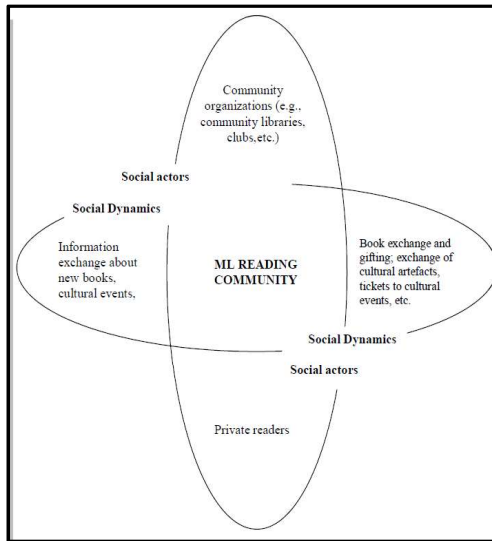 Community
organizations (e.g.,
community libraries,
clubs,etc.)
Social actors
Social Dynamics
Information
exchange about
new books,
cultural events,
ML READING
COMMUNITY
Book exchange and
gifting; exchange of
cultural artefacts,
tickets to cultural
events, etc.
Social Dynamics
Social actors
Private readers